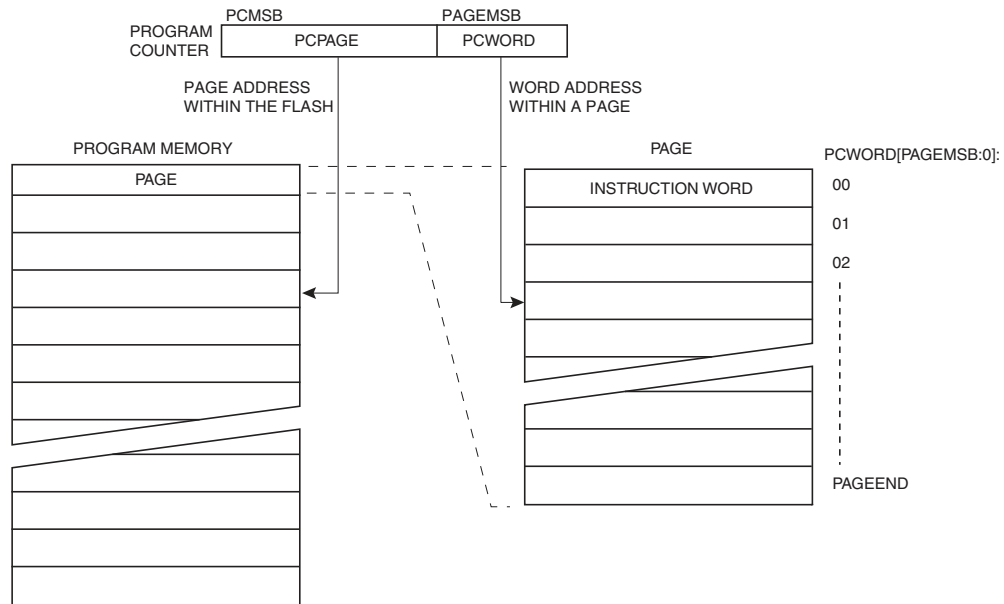 PCMSB PAGEMSB
PROGRAM
COUNTER
PCPAGE PCWORD
PAGE ADDRESS
WITHIN THE FLASH
WORD ADDRESS
WITHIN A PAGE
PROGRAM MEMORY
PAGE
PAGE
PCWORD[PAGEMSB:0]:
INSTRUCTION WORD
00
01
02
PAGEEND